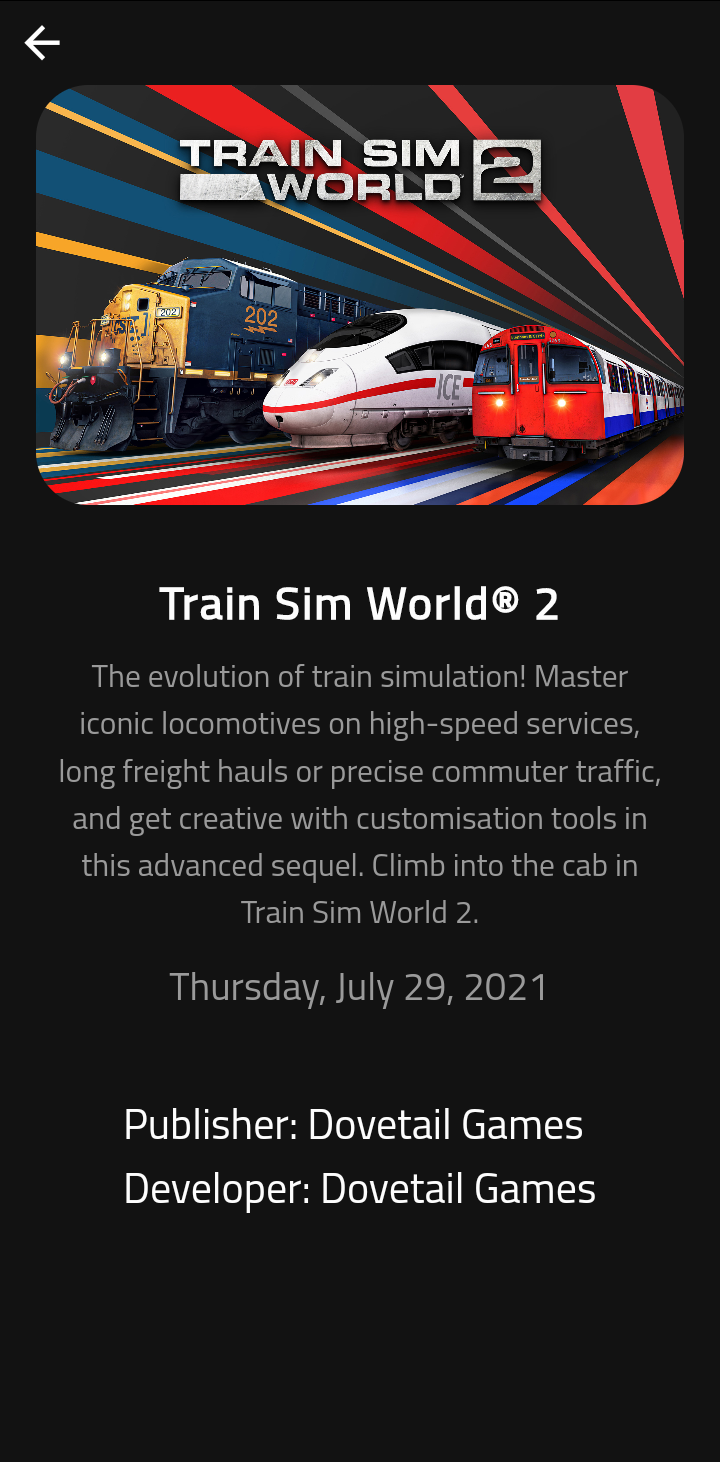 TRAIN SIM
WORLD 2
202
202
ICE
Train Sim World® 2
The evolution of train simulation! Master
iconic locomotives on high-speed services,
long freight hauls or precise commuter traffic,
and get creative with customisation tools in
this advanced sequel. Climb into the cab in
Train Sim World 2.
Thursday, July 29, 2021
Publisher: Dovetail Games
Developer: Dovetail Games